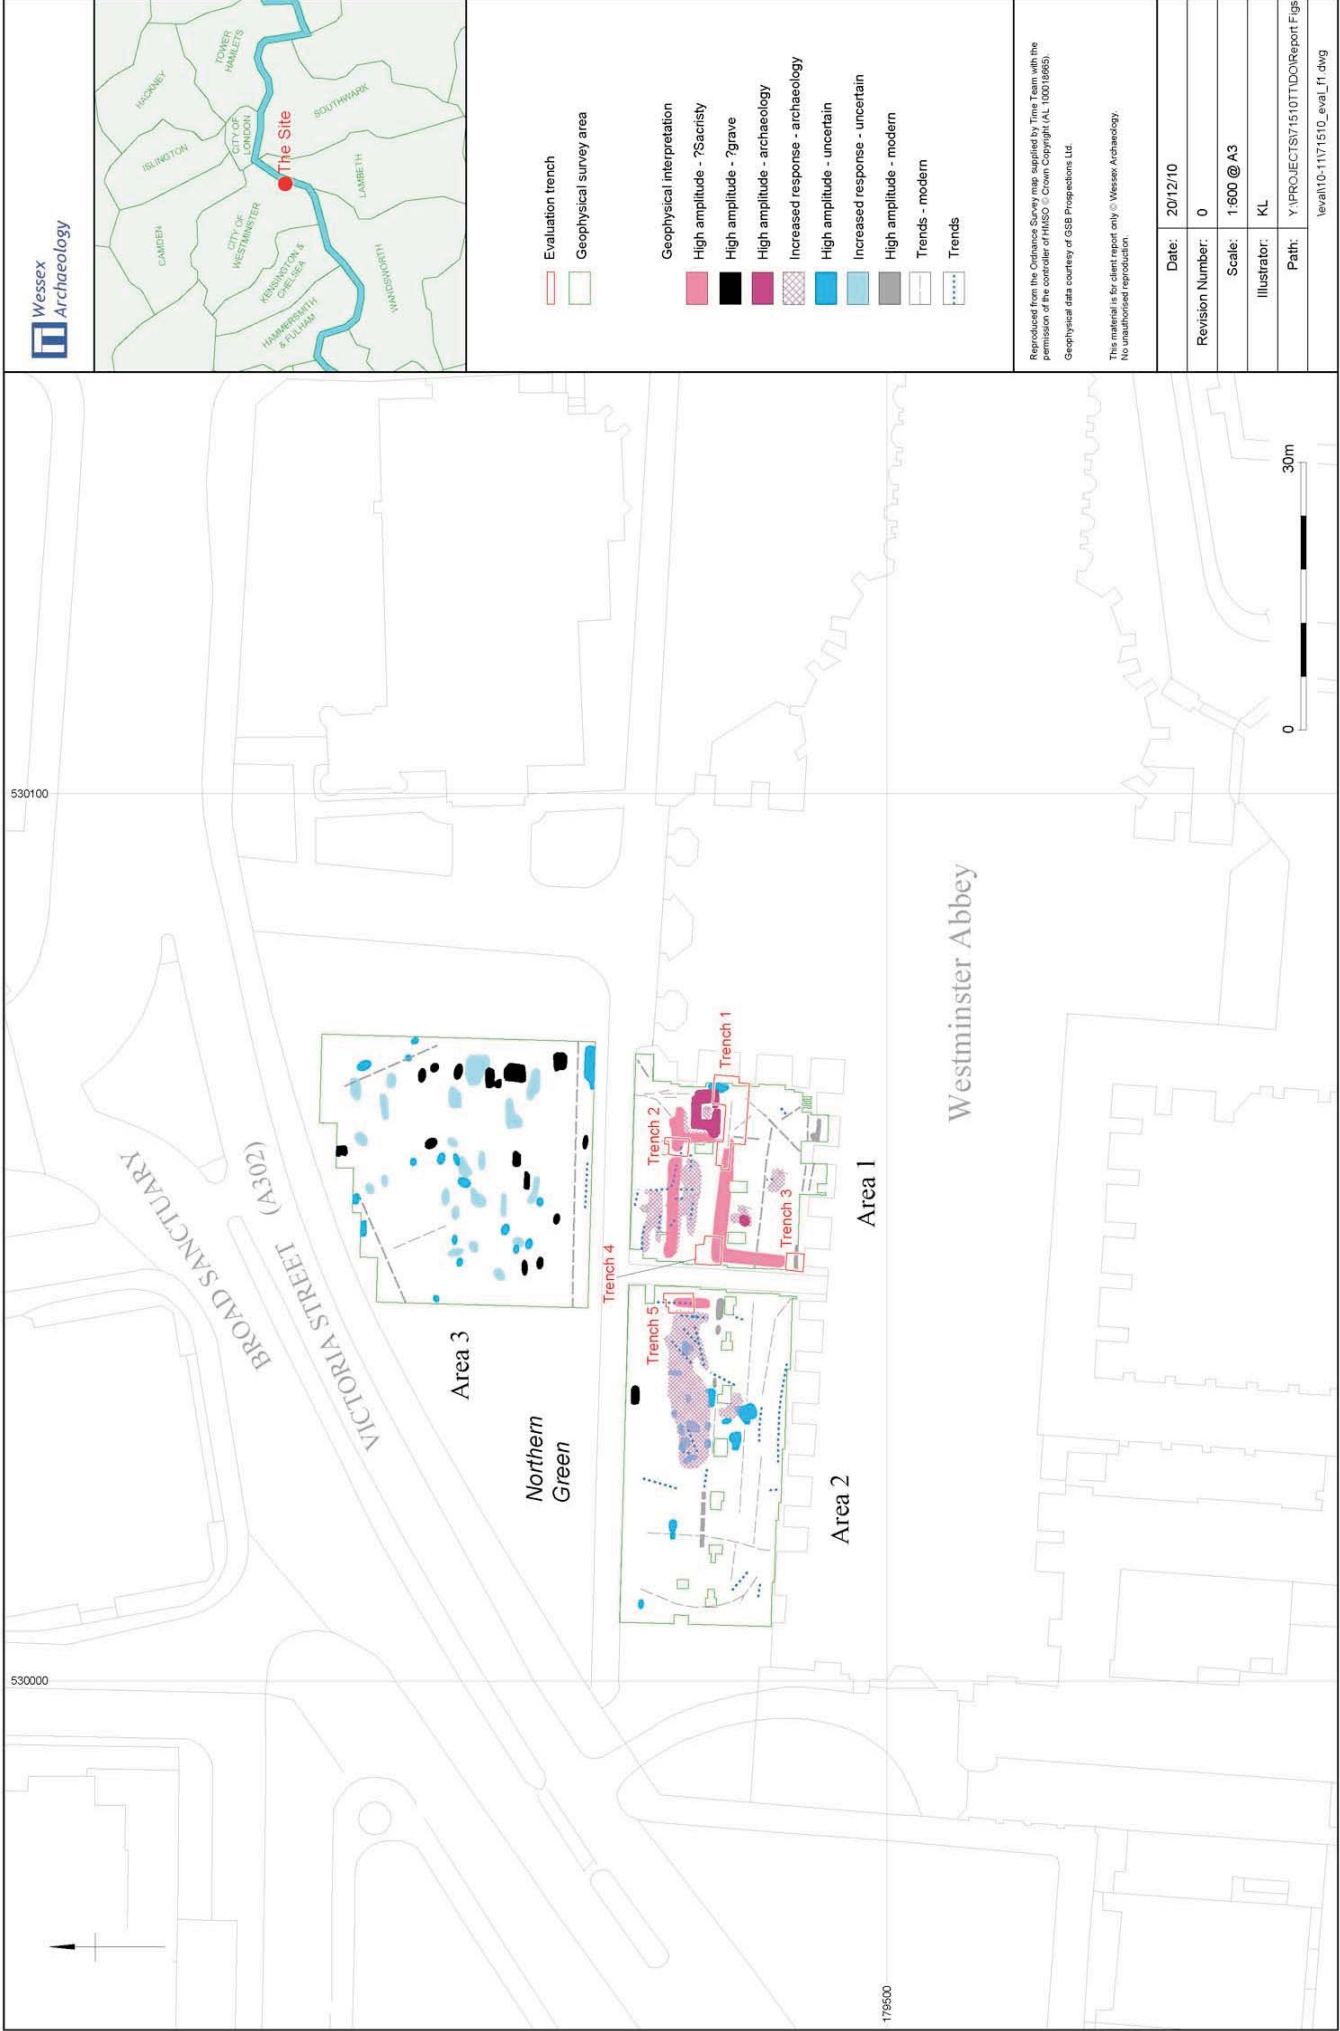 Wessex
Archaeology
HACKNEY
TOWER
HAMLETS
ISLINGTON
CITY OF
LONDON
SOUTHWARK
The Site
CAMDEN
CITY OF
WESTMINSTER
LAMBETH
KENSINGTON &
CHELSEA
HAMMERSMITH
& FULHAM
WANDSWORTH
Evaluation trench
Geophysical survey area
Geophysical interpretation
High amplitude - ?Sacristy
High amplitude - ?grave
High amplitude - archaeology
Increased response - archaeology
High amplitude - uncertain
Increased response - uncertain
High amplitude - modern
Trends - modern
Trends
Reproduced from the Ordnance Survey map supplied by Time Team with the
permission of the controller of HMSO © Crown Copyright (AL 100018665).
Geophysical data courtesy of GSB Prospections Ltd.
This material is for client report only © Wessex Archaeology.
No unauthorised reproduction.
Date: 20/12/10
Revision Number: 0
Scale: 1:600 @ A3
Illustrator: KL
Path: Y:\PROJECTS\71510TT\DO\Report Figs
\eval\10-11\71510_eval_f1.dwg
530100
530000
179500
BROAD SANCTUARY
VICTORIA STREET (A302)
Area 3
Northern
Green
Trench 4
Trench 5
Trench 2
Trench 1
Trench 3
Area 1
Area 2
Westminster Abbey
0
30m